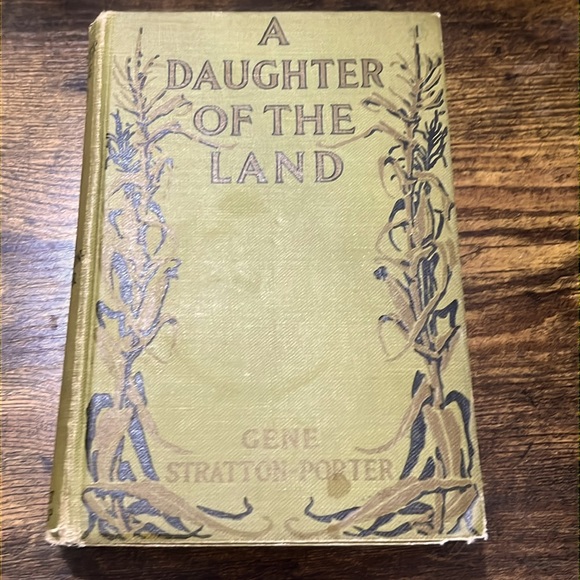 A
DAUGHTER
OF THE
LAND
GENE
STRATTON-PORTER